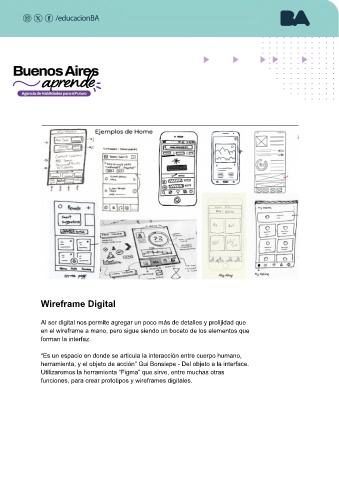 /educacionBA
BA
Buenos Aires
aprende
Agencia de Habilidades para el Futuro
Ejemplos de Home
Wireframe Digital
Al ser digital nos permite agregar un poco más de detalles y prolijidad que
en el wireframe a mano, pero sigue siendo un boceto de los elementos que
forman la interfaz.
"Es un espacio en donde se articula la interacción entre cuerpo humano,
herramienta, y el objeto de acción" Gui Bonsiepe - Del objeto a la interface.
Utilizaremos la herramienta "Figma" que sirve, entre muchas otras
funciones, para crear prototipos y wireframes digitales.